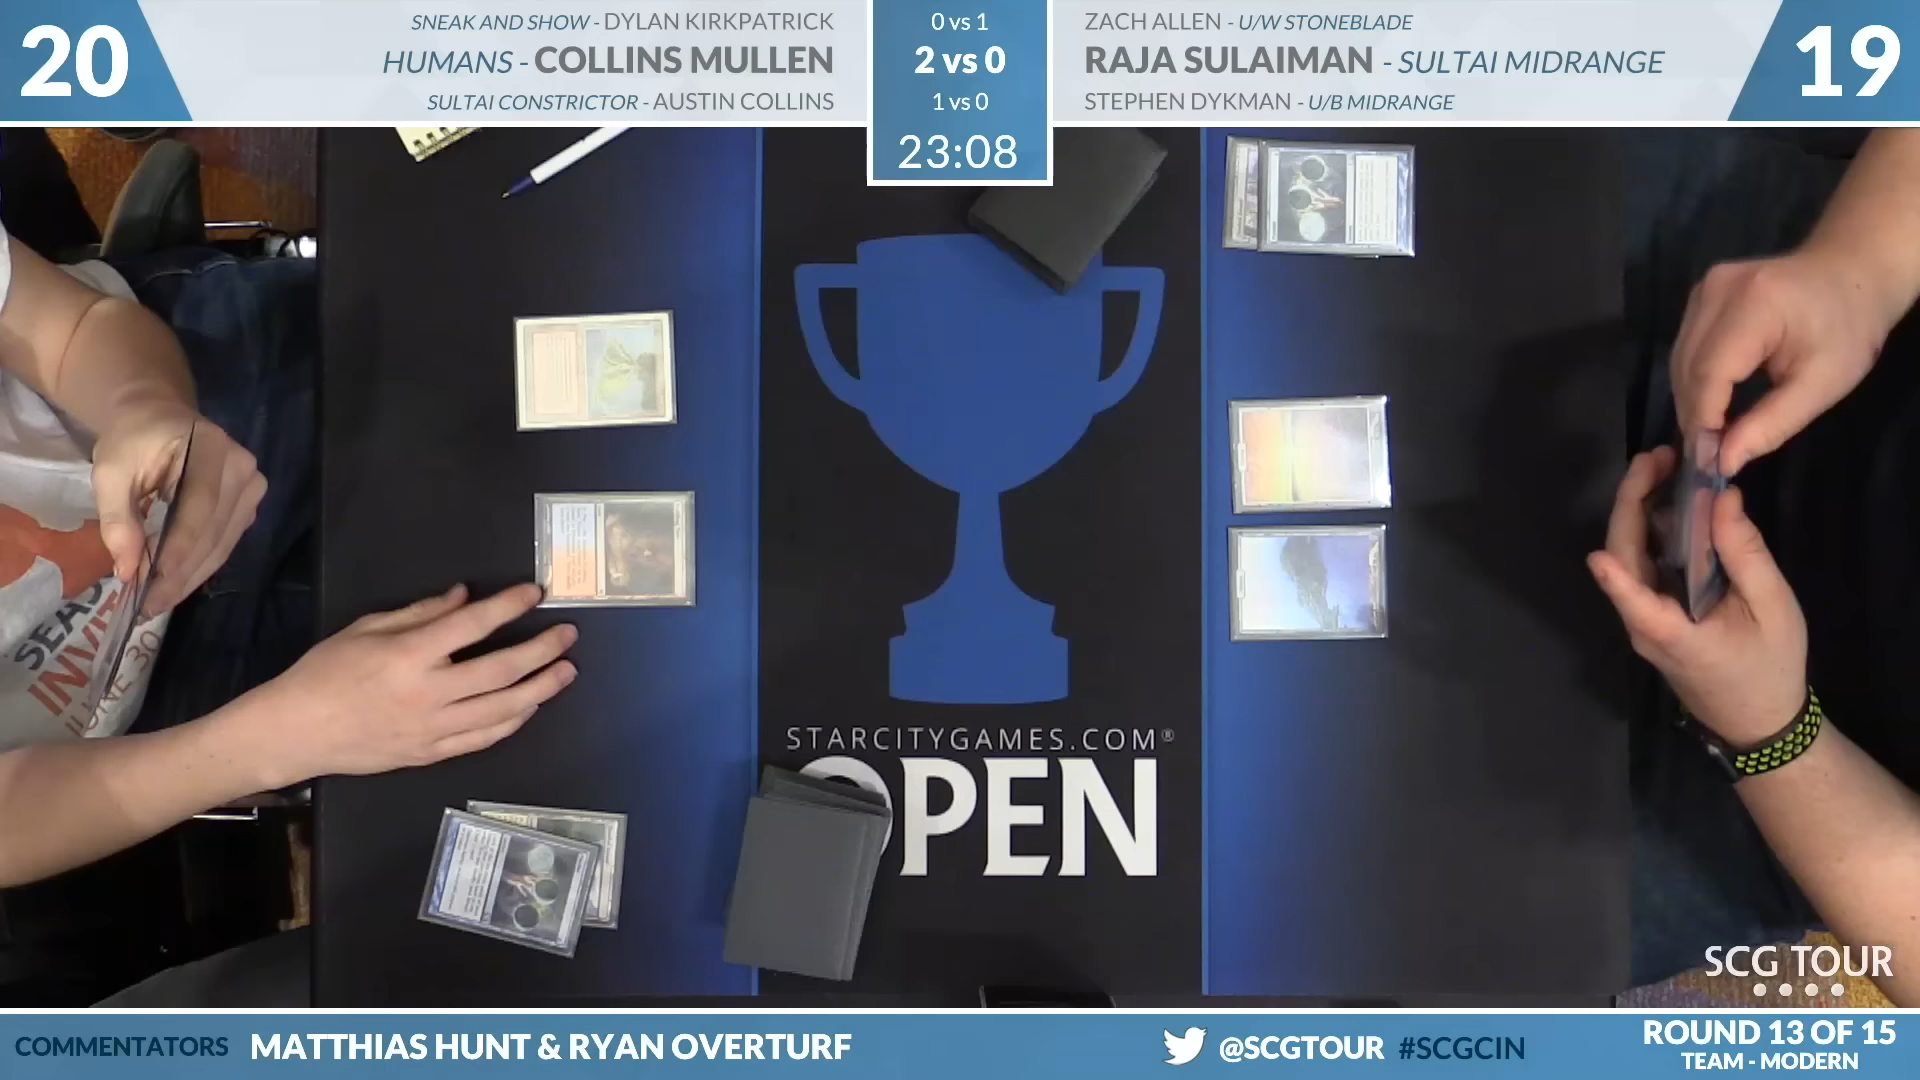 20
SNEAK AND SHOW - DYLAN KIRKPATRICK
HUMANS - COLLINS MULLEN
SULTAI CONSTRICTOR - AUSTIN COLLINS
0 vs 1
2 vs 0
1 vs 0
23:08
ZACH ALLEN - U/W STONEBLADE
RAJA SULAIMAN - SULTAI MIDRANGE
STEPHEN DYKMAN - U/B MIDRANGE
19
STARCITYGAMES.COM®
OPEN
SCG TOUR
COMMENTATORS MATTHIAS HUNT & RYAN OVERTURF
@SCGTOUR #SCGCIN
ROUND 13 OF 15
TEAM - MODERN